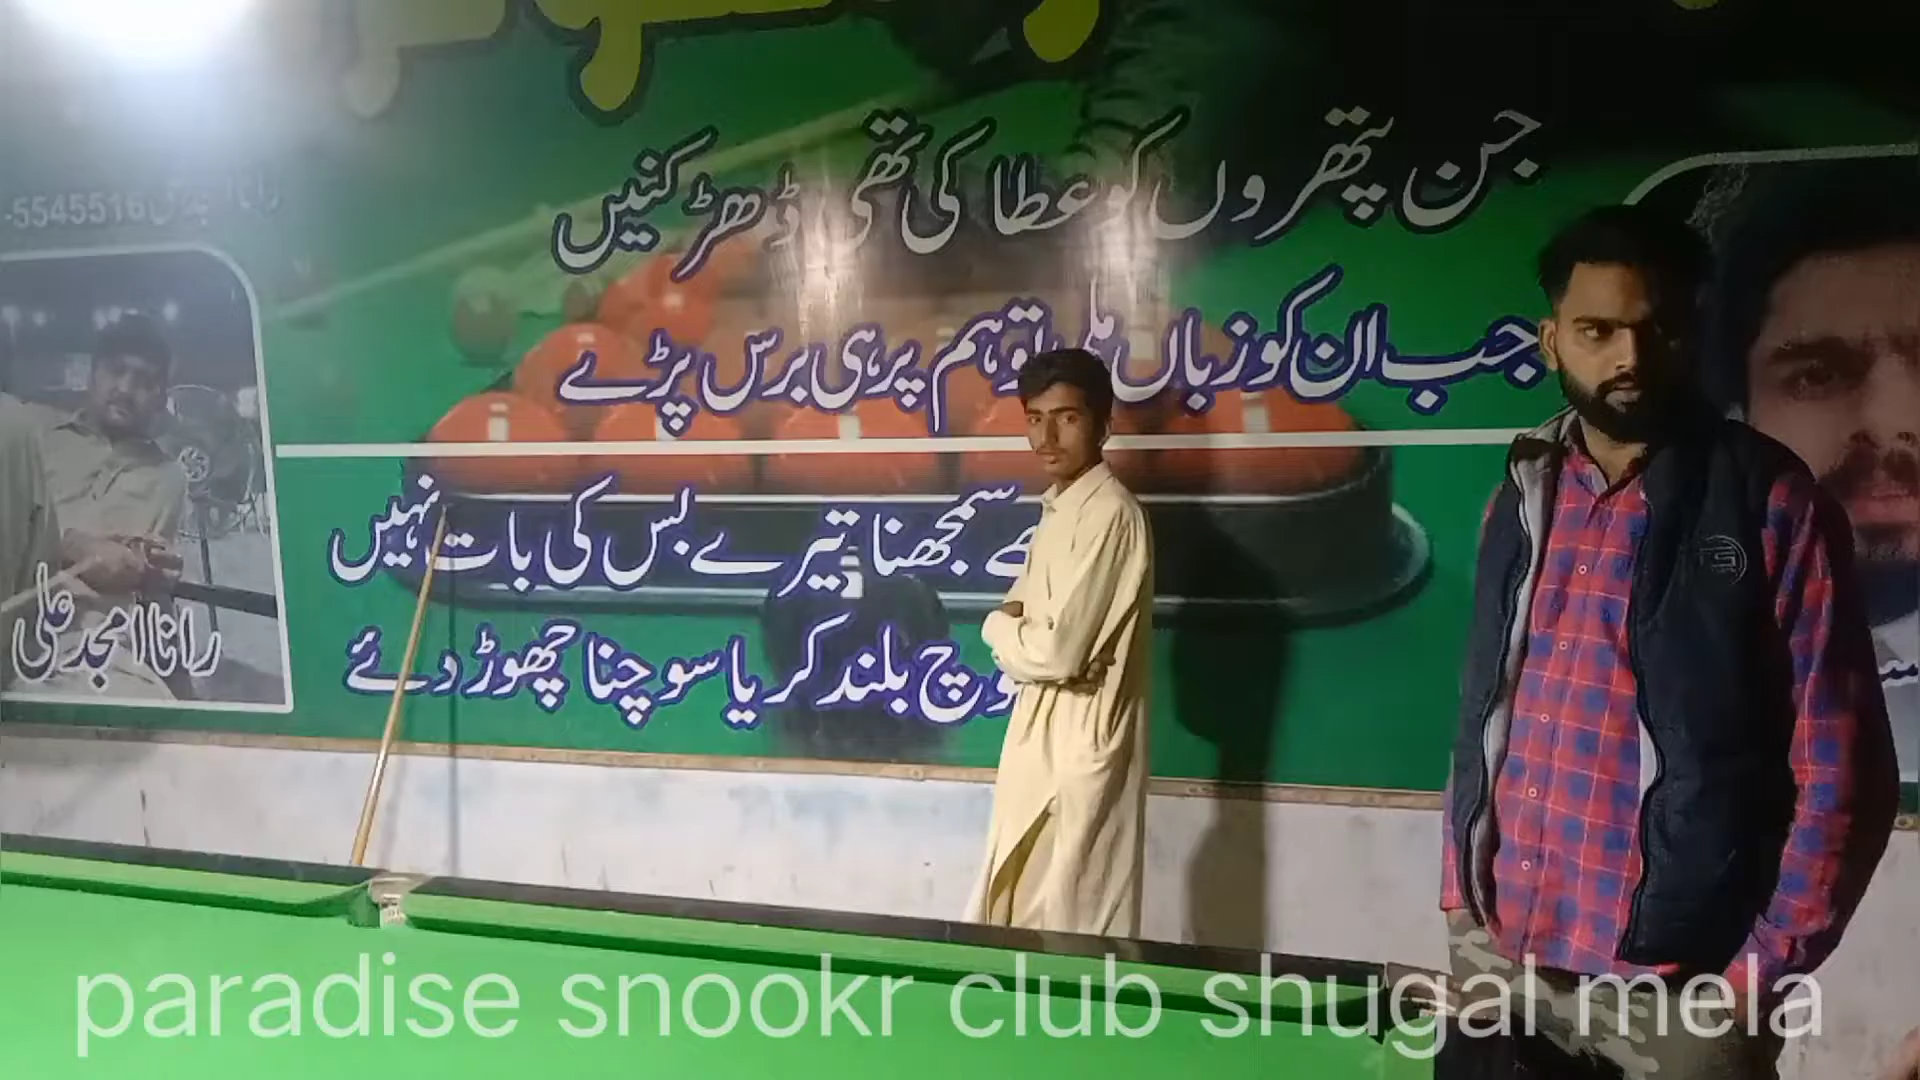 جن پتھروں کو عطا کی تھی دھڑکنیں
جب ان کو زباں ملی تو ہم پر ہی برس پڑے
سمجھنا تیرے بس کی بات نہیں
بلند کر یا سوچنا چھوڑ دئے
رانا
5545516-
رانا امجد علی
paradise snookr club shugal mela